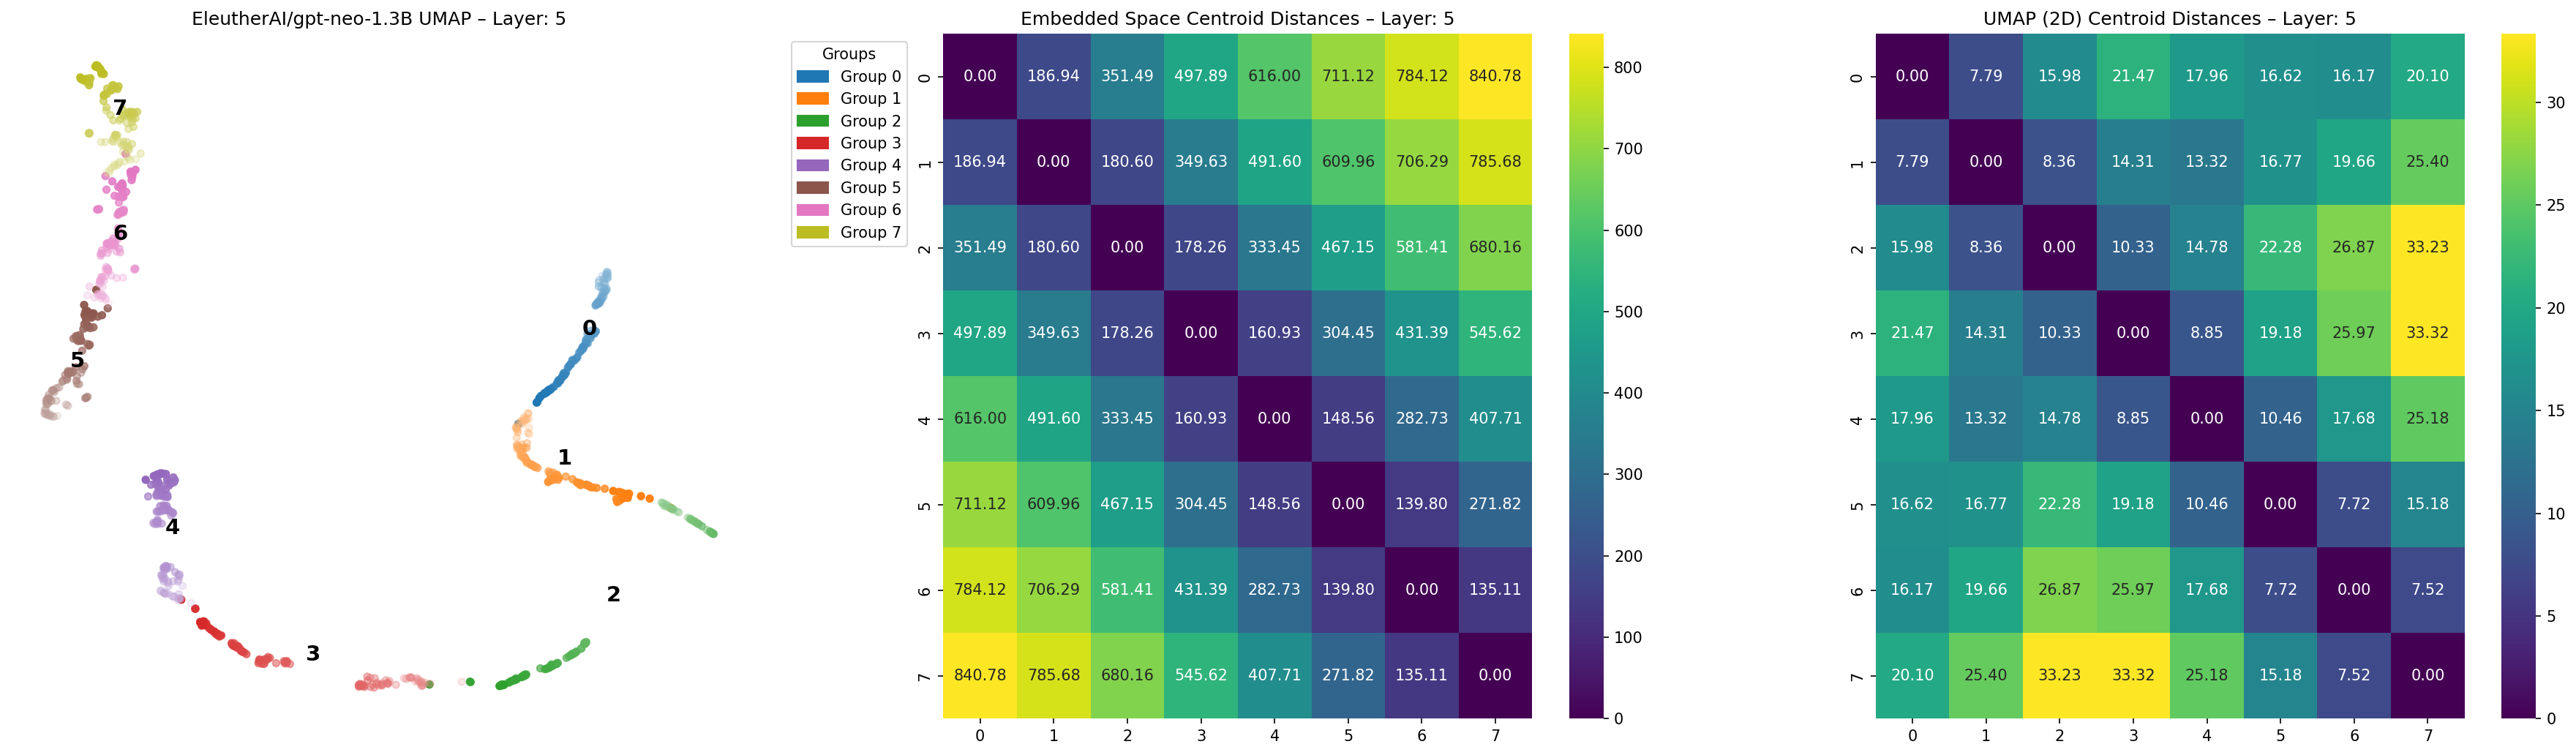 EleutherAI/gpt-neo-1.3B UMAP – Layer: 5
7
6
5
4
3
0
1
2
Groups
Group 0
Group 1
Group 2
Group 3
Group 4
Group 5
Group 6
Group 7
Embedded Space Centroid Distances – Layer: 5
0 0.00 186.94 351.49 497.89 616.00 711.12 784.12 840.78
1 186.94 0.00 180.60 349.63 491.60 609.96 706.29 785.68
2 351.49 180.60 0.00 178.26 333.45 467.15 581.41 680.16
3 497.89 349.63 178.26 0.00 160.93 304.45 431.39 545.62
4 616.00 491.60 333.45 160.93 0.00 148.56 282.73 407.71
5 711.12 609.96 467.15 304.45 148.56 0.00 139.80 271.82
6 784.12 706.29 581.41 431.39 282.73 139.80 0.00 135.11
7 840.78 785.68 680.16 545.62 407.71 271.82 135.11 0.00
0 1 2 3 4 5 6 7
800
700
600
500
400
300
200
100
0
UMAP (2D) Centroid Distances – Layer: 5
0 0.00 7.79 15.98 21.47 17.96 16.62 16.17 20.10
1 7.79 0.00 8.36 14.31 13.32 16.77 19.66 25.40
2 15.98 8.36 0.00 10.33 14.78 22.28 26.87 33.23
3 21.47 14.31 10.33 0.00 8.85 19.18 25.97 33.32
4 17.96 13.32 14.78 8.85 0.00 10.46 17.68 25.18
5 16.62 16.77 22.28 19.18 10.46 0.00 7.72 15.18
6 16.17 19.66 26.87 25.97 17.68 7.72 0.00 7.52
7 20.10 25.40 33.23 33.32 25.18 15.18 7.52 0.00
0 1 2 3 4 5 6 7
30
25
20
15
10
5
0